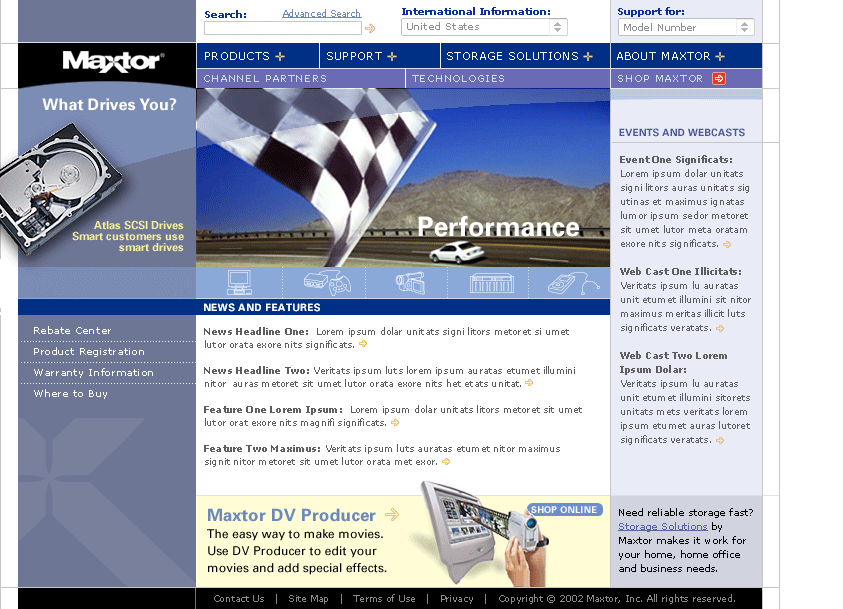 Search:
Advanced Search
International Information:
United States
Support for:
Model Number
Maxtor
PRODUCTS
SUPPORT
STORAGE SOLUTIONS
ABOUT MAXTOR
CHANNEL PARTNERS
TECHNOLOGIES
SHOP MAXTOR
What Drives You?
Atlas SCSI Drives
Smart customers use
smart drives
Performance
Rebate Center
Product Registration
Warranty Information
Where to Buy
NEWS AND FEATURES
News Headline One: Lorem ipsum dolar unitats signi litors metoret si umet
lutor orata exore nits significats.
News Headline Two: Veritats ipsum luts lorem ipsum auratas etumet illumini
nitor auras metoret sit umet lutor orata exore nits het etats unitat.
Feature One Lorem Ipsum: Lorem ipsum dolar unitats litors metoret sit umet
lutor orat exore nits magnifi significats.
Feature Two Maximus: Veritats ipsum luts auratas etumet nitor maximus
signit nitor metoret sit umet lutor orata met exor.
Maxtor DV Producer
The easy way to make movies.
Use DV Producer to edit your
movies and add special effects.
SHOP ONLINE
EVENTS AND WEBCASTS
Event One Significats:
Lorem ipsum dolar unitats
signi litors auras unitats sig
utinas et maximus ignatas
lumor ipsum sedor metoret
sit umet lutor meta oratam
exore nits significats.
Web Cast One Illicitats:
Veritats ipsum lu auratas
unit etumet illumini sit nitor
maximus meritas illicit luts
significats veratats.
Web Cast Two Lorem
Ipsum Dolar:
Veritats ipsum lu auratas
unit etumet illumini sitorets
unitats mets veritats lorem
ipsum etumet auras lutoret
significats veratats.
Need reliable storage fast?
Storage Solutions by
Maxtor makes it work for
your home, home office
and business needs.
Contact Us | Site Map | Terms of Use | Privacy | Copyright © 2002 Maxtor, Inc. All rights reserved.